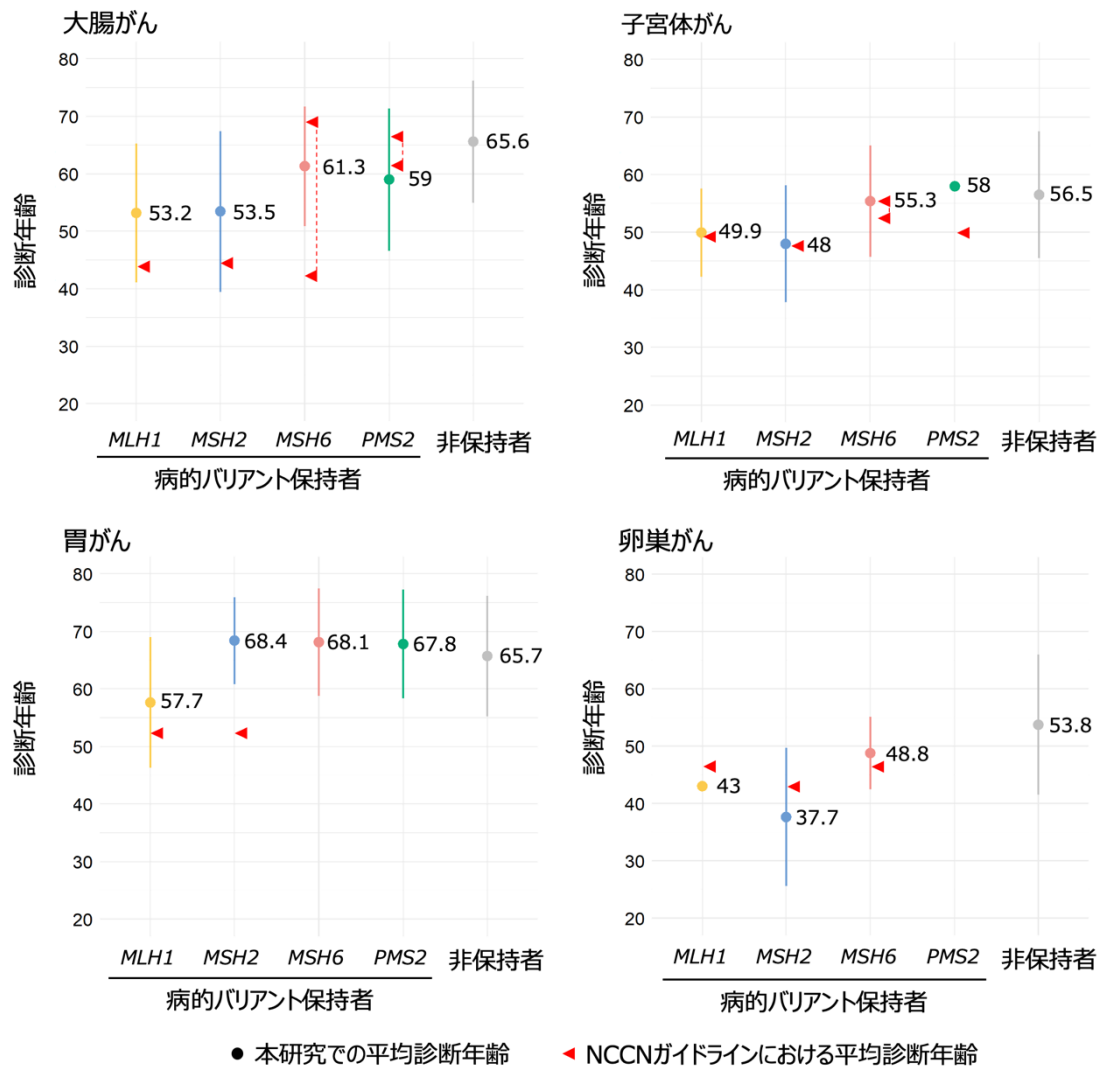 大腸がん
診断年齢
80
70
60
50
40
30
20
53.2
53.5
61.3
59
65.6
MLH1 MSH2 MSH6 PMS2 非保持者
病的バリアント保持者
子宮体がん
診断年齢
80
70
60
50
40
30
20
49.9
48
55.3
58
56.5
MLH1 MSH2 MSH6 PMS2 非保持者
病的バリアント保持者
胃がん
診断年齢
80
70
60
50
40
30
20
57.7
68.4
68.1
67.8
65.7
MLH1 MSH2 MSH6 PMS2 非保持者
病的バリアント保持者
卵巣がん
診断年齢
80
70
60
50
40
30
20
43
37.7
48.8
53.8
MLH1 MSH2 MSH6 PMS2 非保持者
病的バリアント保持者
本研究での平均診断年齢 NCCNガイドラインにおける平均診断年齢